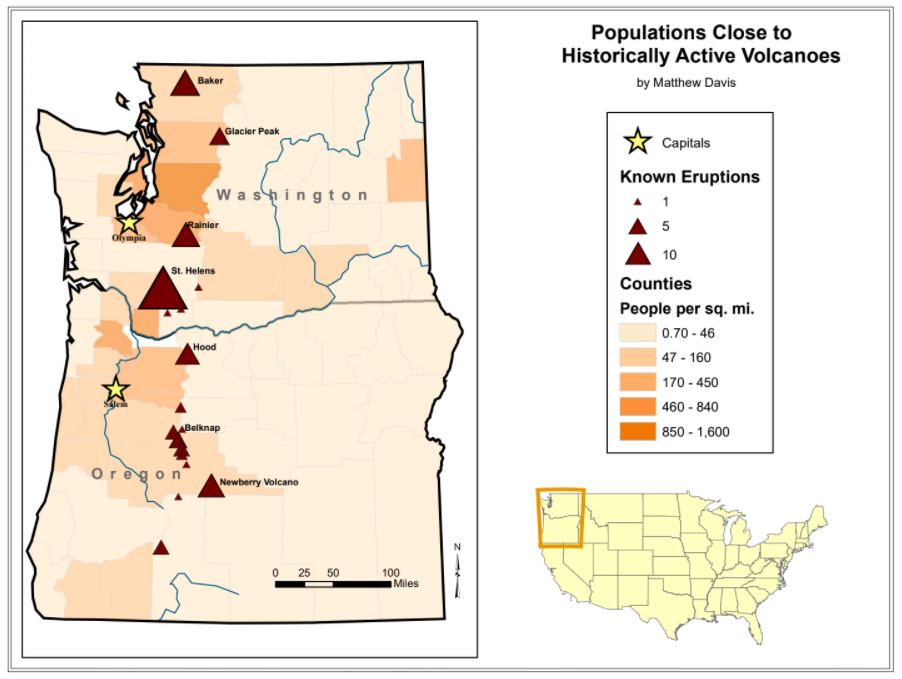 Populations Close to
Historically Active Volcanoes
by Matthew Davis
Baker
Glacier Peak
Washington
Rainier
Olympia
St. Helens
Hood
Salem
Belknap
Oregon
Newberry Volcano
0 25 50 100
Miles
N
Capitals
Known Eruptions
1
5
10
Counties
People per sq. mi.
0.70 - 46
47 - 160
170 - 450
460 - 840
850 - 1,600